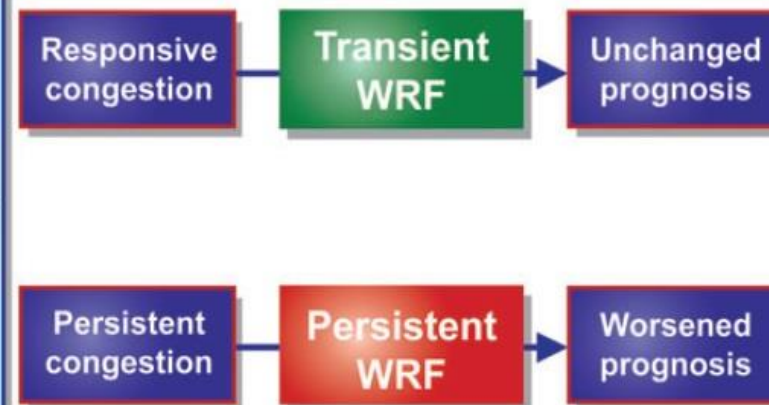 Responsive
congestion
Transient
WRF
Unchanged
prognosis
Persistent
congestion
Persistent
WRF
Worsened
prognosis